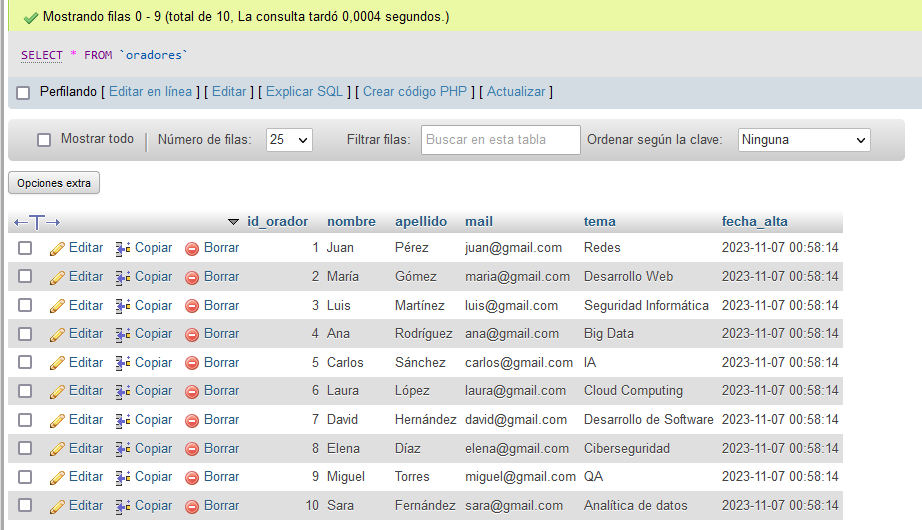 Mostrando filas 0 - 9 (total de 10, La consulta tardó 0,0004 segundos.)
SELECT * FROM `oradores`
Perfilando [ Editar en línea ] [ Editar ] [ Explicar SQL ] [ Crear código PHP ] [ Actualizar ]
Mostrar todo | Número de filas: 25 Filtrar filas: Buscar en esta tabla Ordenar según la clave: Ninguna
Opciones extra
←T→ id_orador nombre apellido mail tema fecha_alta
Editar Copiar Borrar 1 Juan Pérez juan@gmail.com Redes 2023-11-07 00:58:14
Editar Copiar Borrar 2 María Gómez maria@gmail.com Desarrollo Web 2023-11-07 00:58:14
Editar Copiar Borrar 3 Luis Martínez luis@gmail.com Seguridad Informática 2023-11-07 00:58:14
Editar Copiar Borrar 4 Ana Rodríguez ana@gmail.com Big Data 2023-11-07 00:58:14
Editar Copiar Borrar 5 Carlos Sánchez carlos@gmail.com IA 2023-11-07 00:58:14
Editar Copiar Borrar 6 Laura López laura@gmail.com Cloud Computing 2023-11-07 00:58:14
Editar Copiar Borrar 7 David Hernández david@gmail.com Desarrollo de Software 2023-11-07 00:58:14
Editar Copiar Borrar 8 Elena Díaz elena@gmail.com Ciberseguridad 2023-11-07 00:58:14
Editar Copiar Borrar 9 Miguel Torres miguel@gmail.com QA 2023-11-07 00:58:14
Editar Copiar Borrar 10 Sara Fernández sara@gmail.com Analítica de datos 2023-11-07 00:58:14